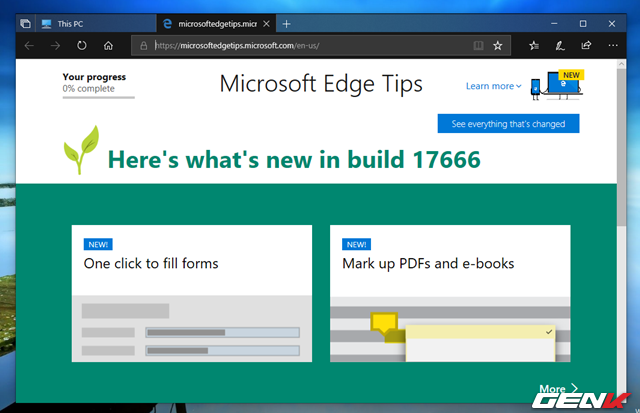 This PC
microsoftedgetips.micr
https://microsoftedgetips.microsoft.com/en-us/
Your progress
0% complete
Microsoft Edge Tips
Learn more
NEW
See everything that's changed
Here's what's new in build 17666
NEW!
One click to fill forms
NEW!
Mark up PDFs and e-books
More
GENK